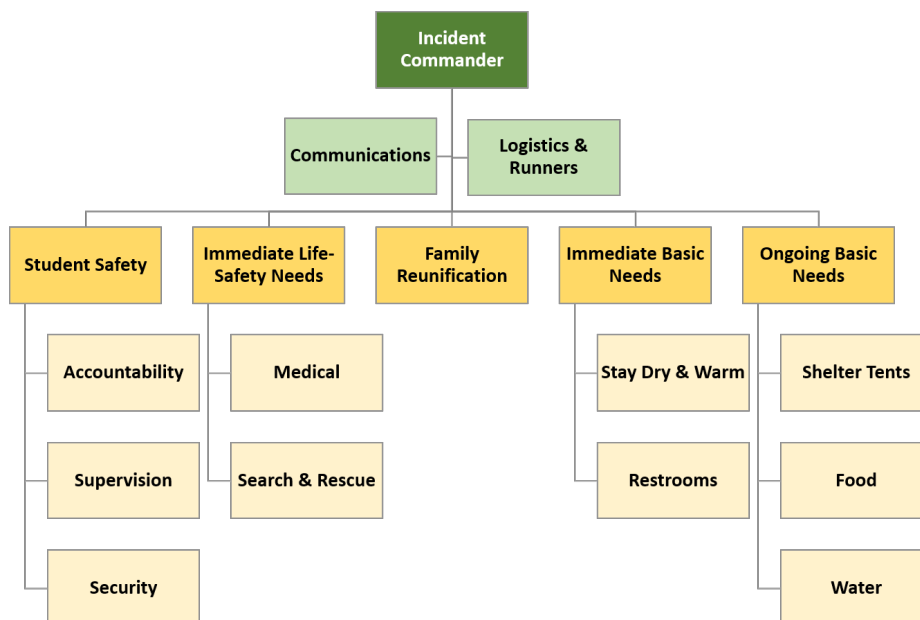 Incident
Commander
Communications
Logistics &
Runners
Student Safety
Immediate Life-
Safety Needs
Family
Reunification
Immediate Basic
Needs
Ongoing Basic
Needs
Accountability
Medical
Stay Dry & Warm
Shelter Tents
Supervision
Search & Rescue
Restrooms
Food
Security
Water